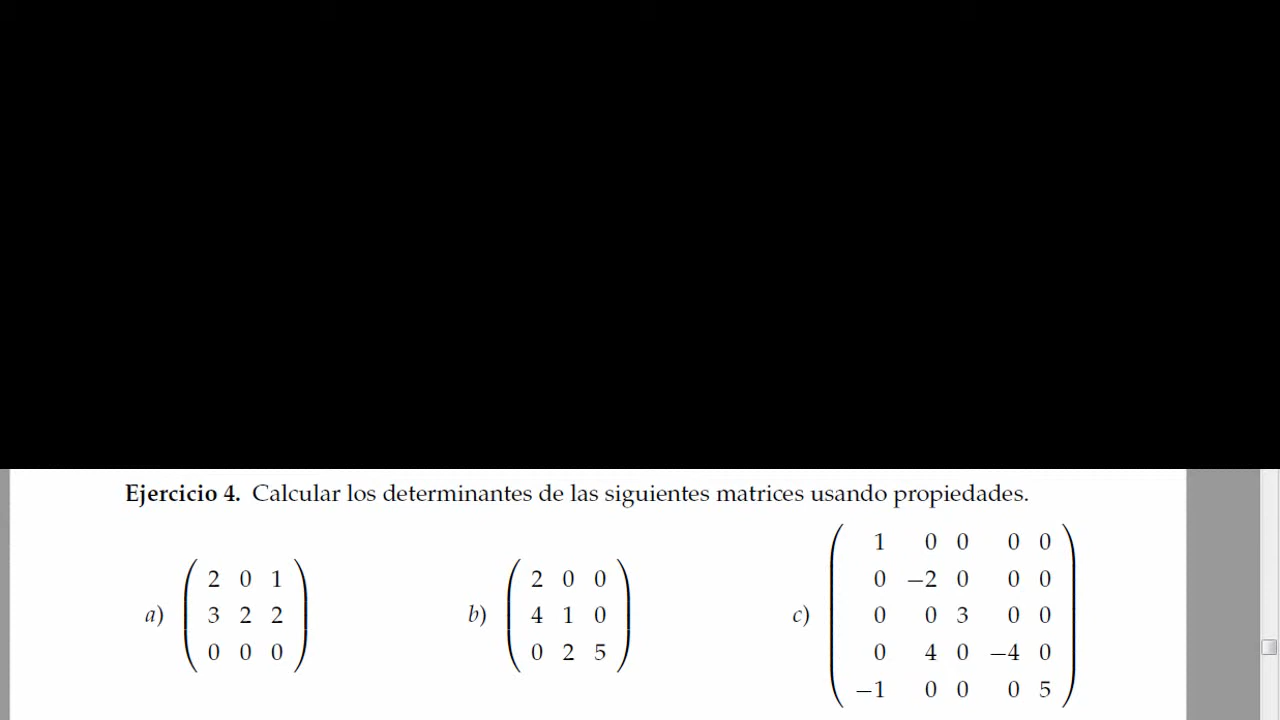 Ejercicio 4. Calcular los determinantes de las siguientes matrices usando propiedades.
a) ( 2 0 1
3 2 2
0 0 0 )
b) ( 2 0 0
4 1 0
0 2 5 )
c) ( 1 0 0 0 0
0 −2 0 0 0
0 0 3 0 0
0 4 0 −4 0
−1 0 0 0 5 )